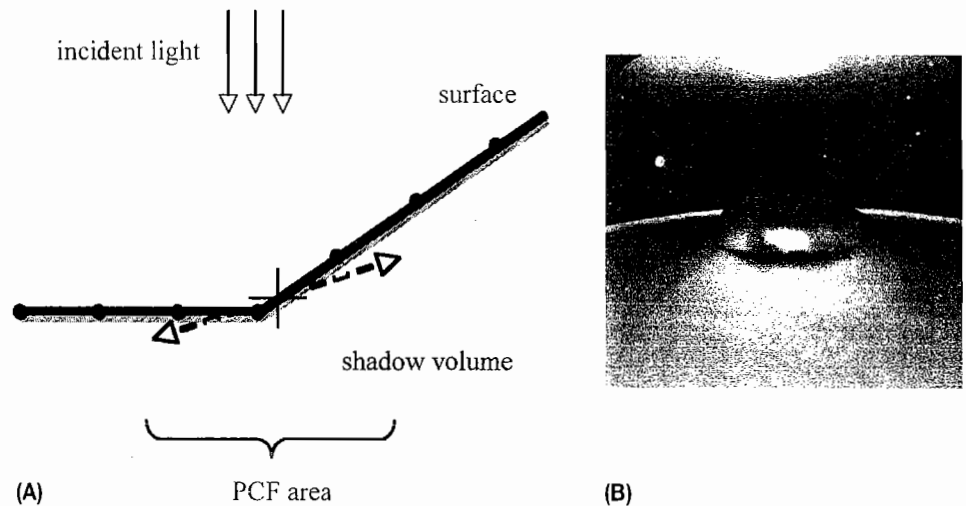 incident light
surface
shadow volume
PCF area
(A)
(B)